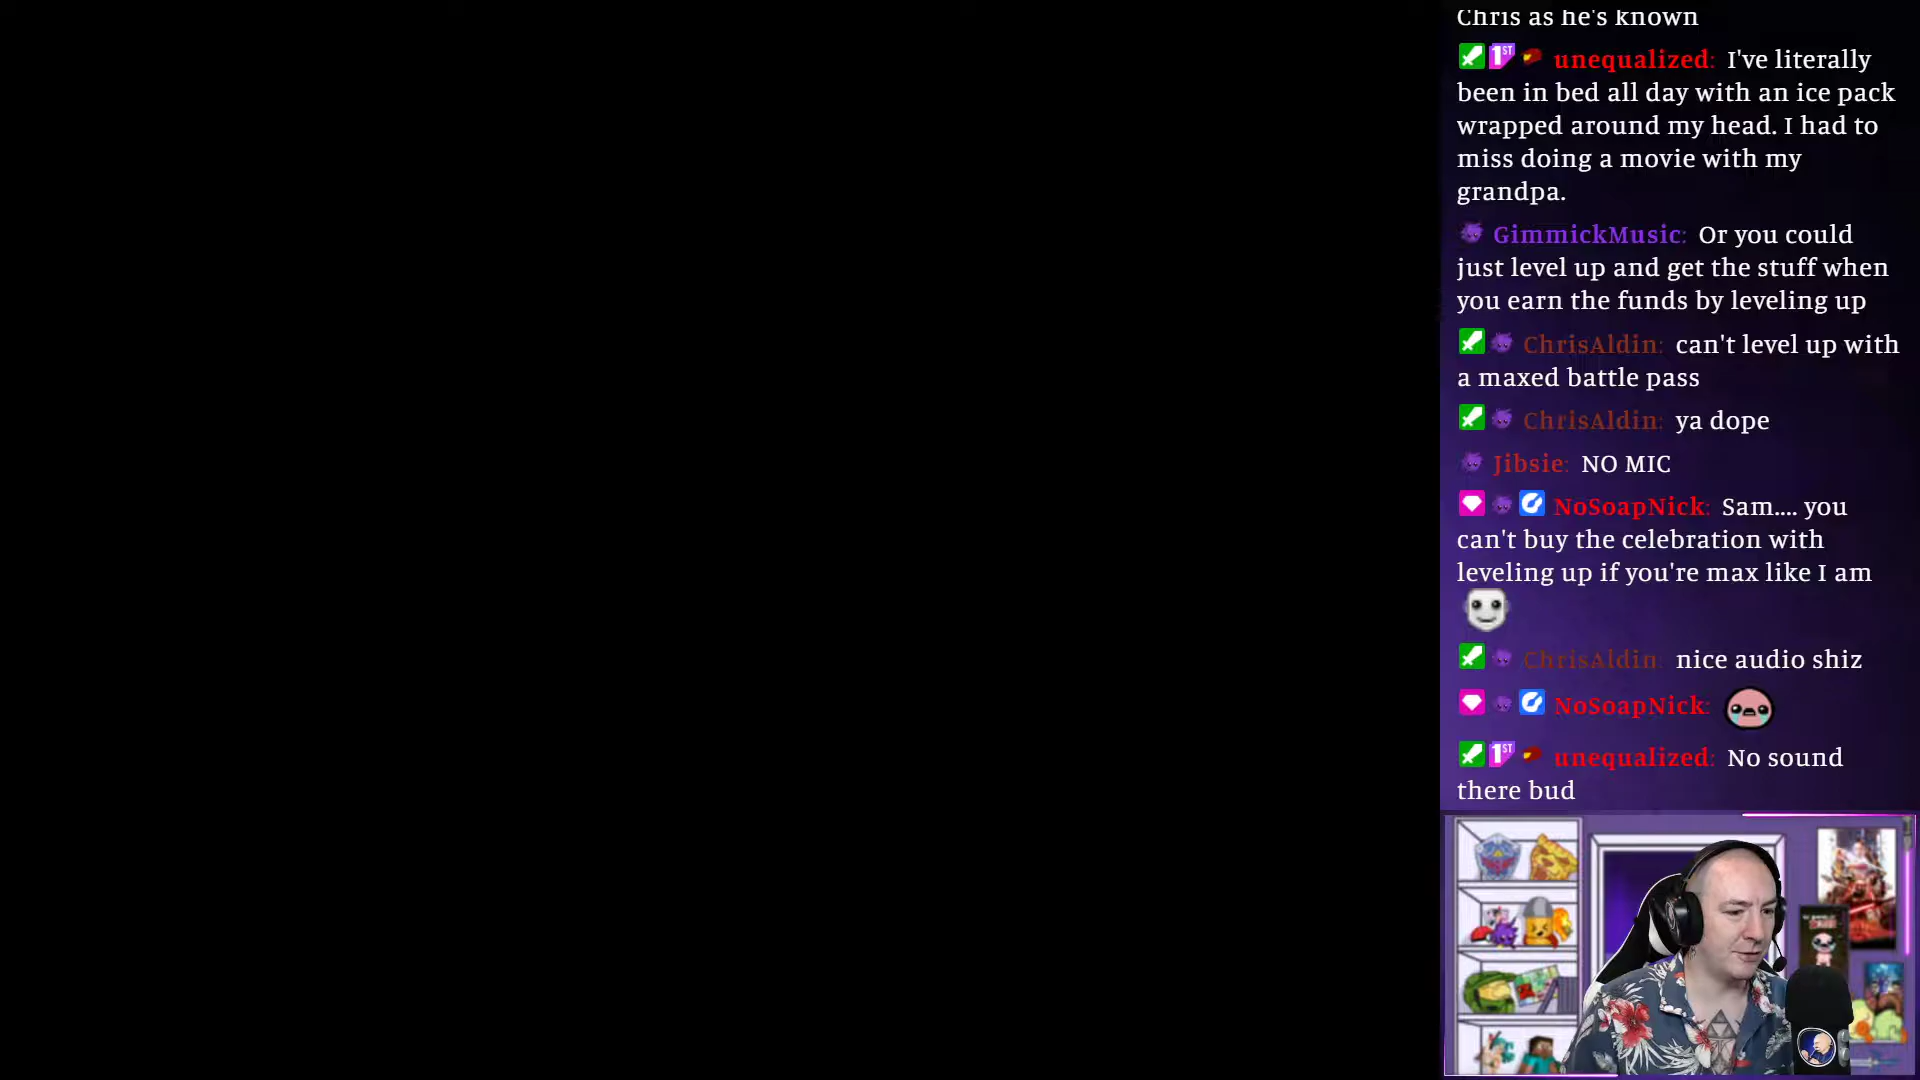 Chris as he's known
unequalized: I've literally
been in bed all day with an ice pack
wrapped around my head. I had to
miss doing a movie with my
grandpa.
GimmickMusic: Or you could
just level up and get the stuff when
you earn the funds by leveling up
ChrisAldin: can't level up with
a maxed battle pass
ChrisAldin: ya dope
Jibsie: NO MIC
NoSoapNick: Sam.... you
can't buy the celebration with
leveling up if you're max like I am
ChrisAldin: nice audio shiz
NoSoapNick:
unequalized: No sound
there bud